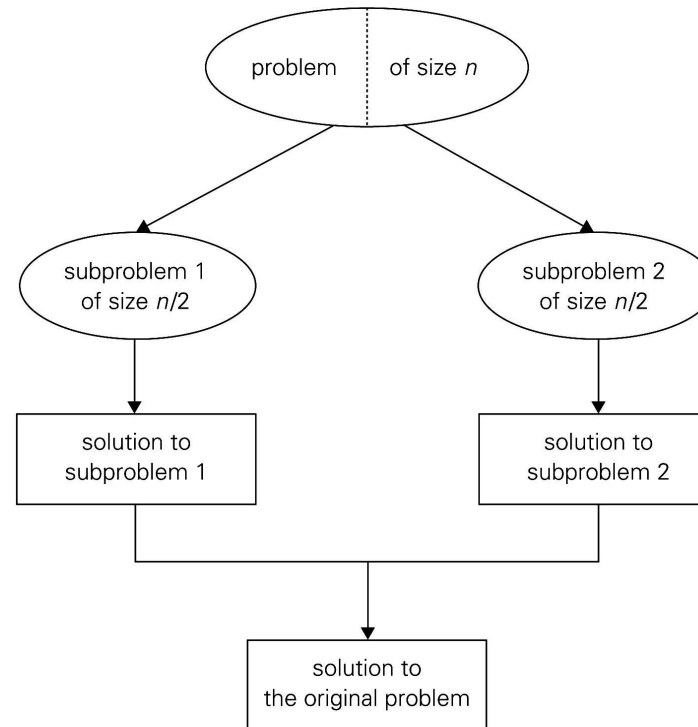 problem of size n
subproblem 1
of size n/2
subproblem 2
of size n/2
solution to
subproblem 1
solution to
subproblem 2
solution to
the original problem